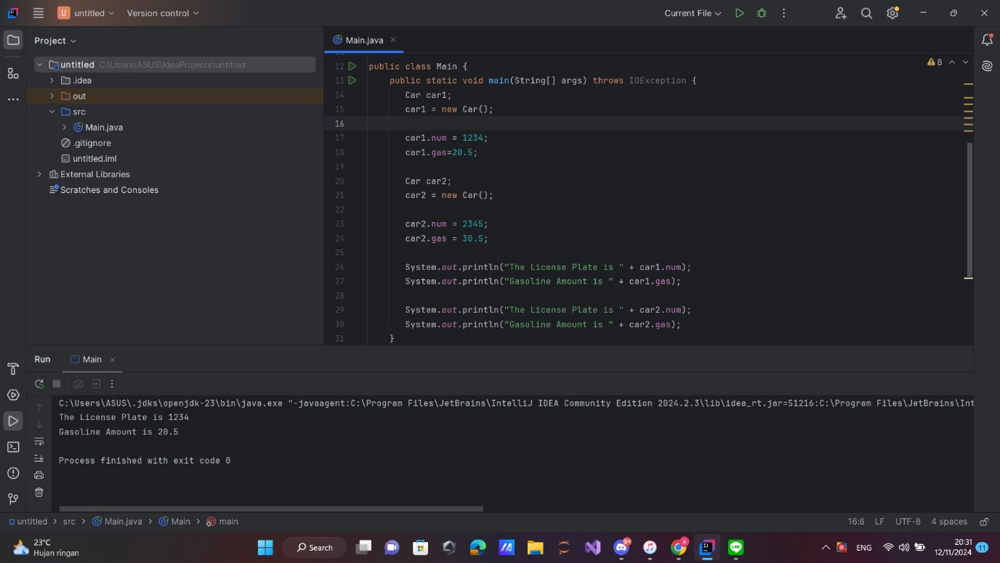 U untitled Version control Current File
Project
Main.java
untitled C:\Users\ASUS\IdeaProjects\untitled
.idea
out
src
Main.java
.gitignore
untitled.iml
External Libraries
Scratches and Consoles
8
12 public class Main {
13 public static void main(String[] args) throws IOException {
14 Car car1;
15 car1 = new Car();
16
17 car1.num = 1234;
18 car1.gas=20.5;
19
20 Car car2;
21 car2 = new Car();
22
23 car2.num = 2345;
24 car2.gas = 30.5;
25
26 System.out.println("The License Plate is " + car1.num);
27 System.out.println("Gasoline Amount is " + car1.gas);
28
29 System.out.println("The License Plate is " + car2.num);
30 System.out.println("Gasoline Amount is " + car2.gas);
31 }
Run Main
C:\Users\ASUS\.jdks\openjdk-23\bin\java.exe "-javaagent:C:\Program Files\JetBrains\IntelliJ IDEA Community Edition 2024.2.3\lib\idea_rt.jar=51216:C:\Program Files\JetBrains\Int
The License Plate is 1234
Gasoline Amount is 20.5
Process finished with exit code 0
untitled > src > Main.java > Main > main 16:8 LF UTF-8 4 spaces
23°C
Hujan ringan
Search
ENG
20:31
12/11/2024
11